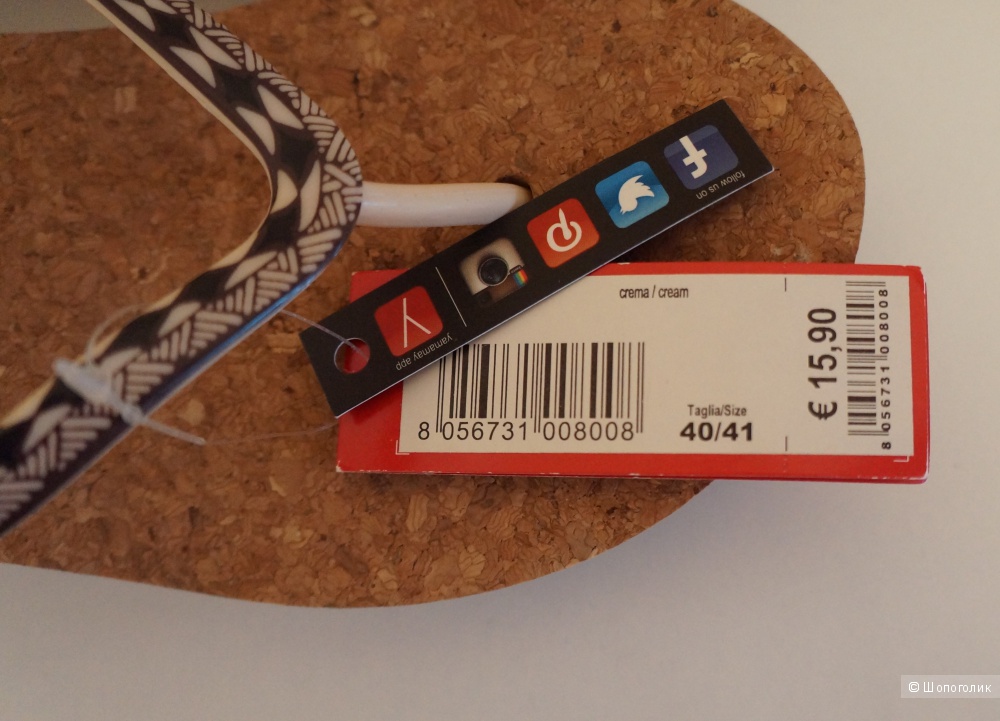 follow us on
yamamay app
crema / cream
8 056731 008008
Taglia/Size
40/41
€ 15,90
8 056731 008008
© Шопоголик